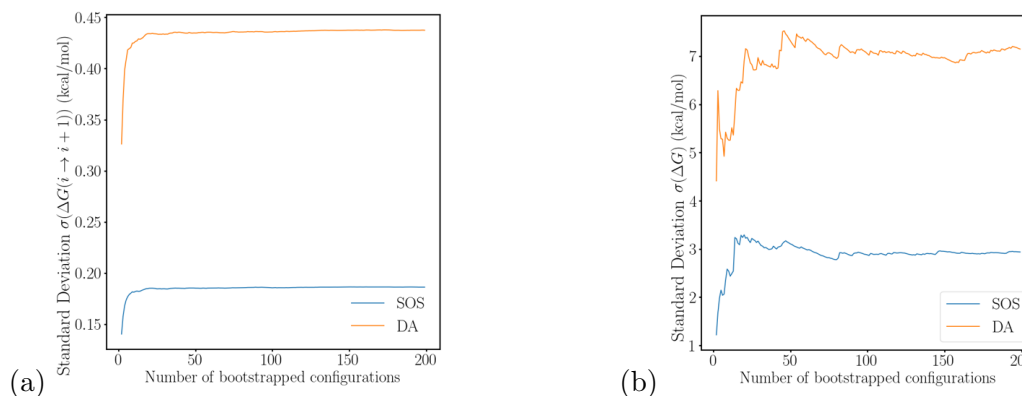 0.45
0.40
0.35
0.30
0.25
0.20
0.15
0
50
100
150
200
Standard Deviation σ(ΔG(i → i + 1)) (kcal/mol)
Number of bootstrapped configurations
SOS
DA
(a)
7
6
5
4
3
2
1
0
50
100
150
Standard Deviation σ(ΔG) (kcal/mol)
Number of bootstrapped configurations
SOS
DA
(b)